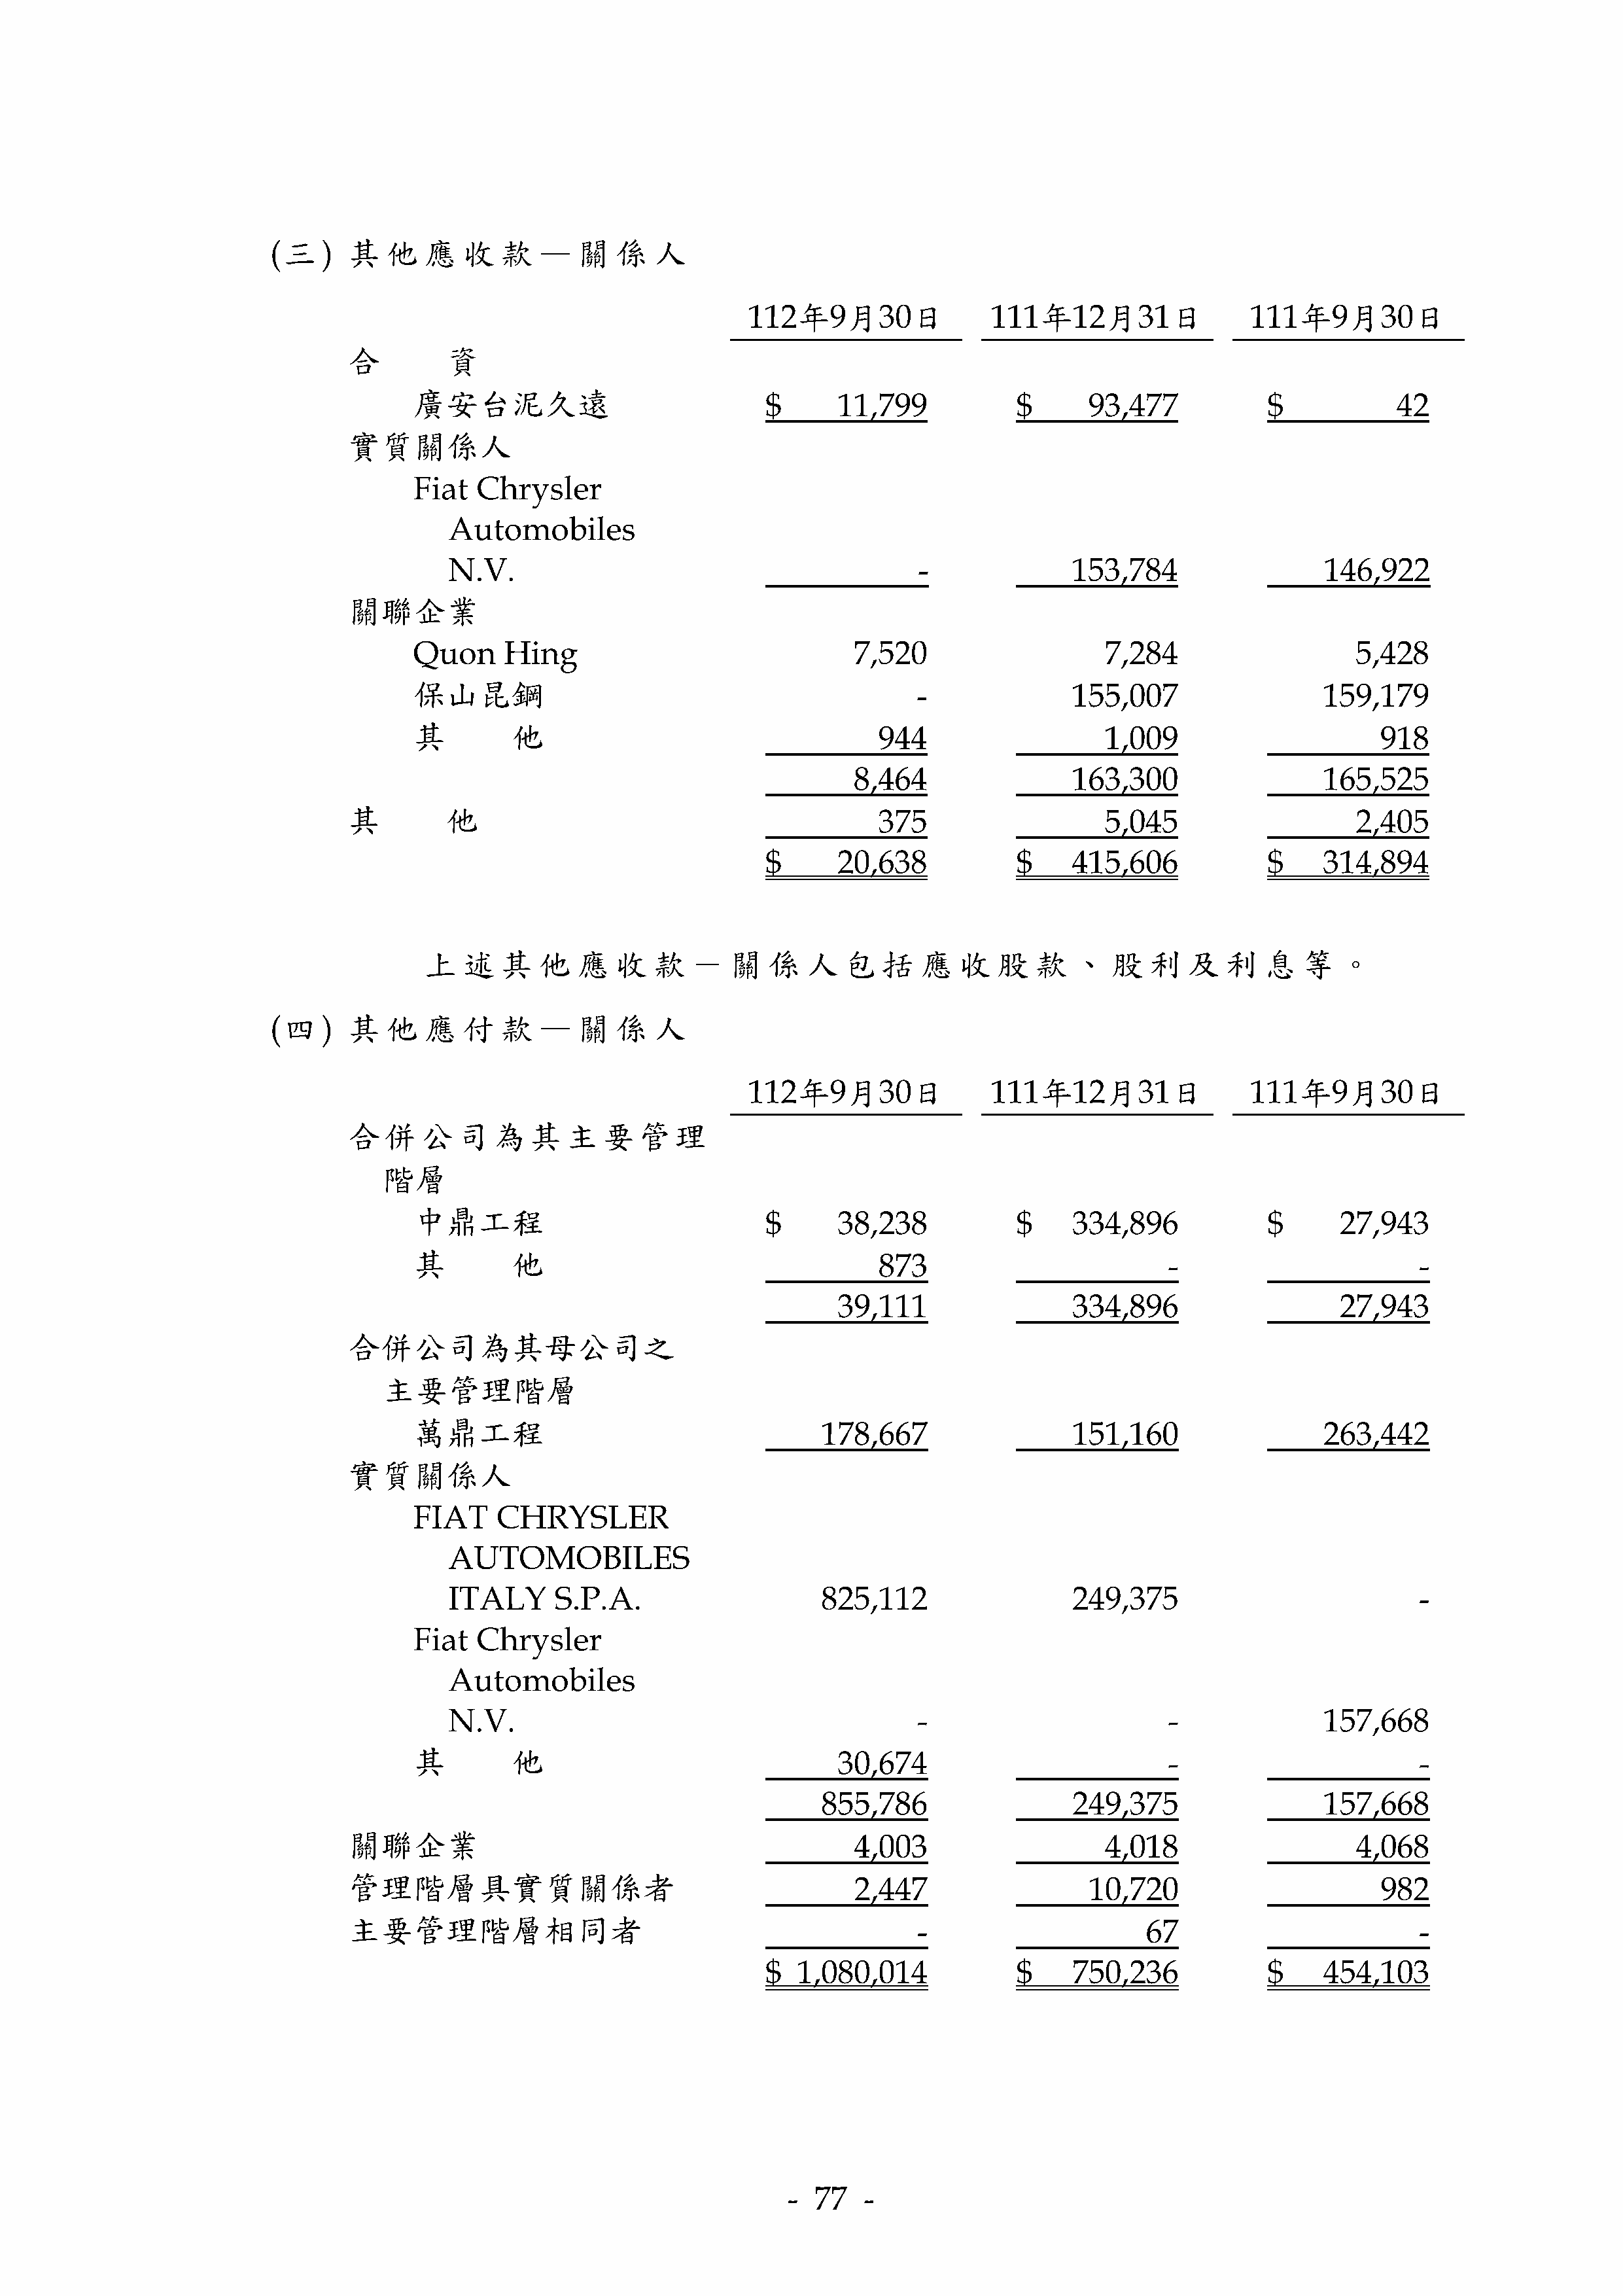 (三) 其他應收款—關係人
112年9月30日 111年12月31日 111年9月30日
合 資
廣安台泥久遠 $ 11,799 $ 93,477 $ 42
實質關係人
Fiat Chrysler
Automobiles
N.V. - 153,784 146,922
關聯企業
Quon Hing 7,520 7,284 5,428
保山昆鋼 - 155,007 159,179
其 他 944 1,009 918
8,464 163,300 165,525
其 他 375 5,045 2,405
$ 20,638 $ 415,606 $ 314,894
上述其他應收款—關係人包括應收股款、股利及利息等。
(四) 其他應付款—關係人
112年9月30日 111年12月31日 111年9月30日
合併公司為其主要管理
階層
中鼎工程 $ 38,238 $ 334,896 $ 27,943
其 他 873 - -
39,111 334,896 27,943
合併公司為其母公司之
主要管理階層
萬鼎工程 178,667 151,160 263,442
實質關係人
FIAT CHRYSLER
AUTOMOBILES
ITALY S.P.A. 825,112 249,375 -
Fiat Chrysler
Automobiles
N.V. - - 157,668
其 他 30,674 - -
855,786 249,375 157,668
關聯企業 4,003 4,018 4,068
管理階層具實質關係者 2,447 10,720 982
主要管理階層相同者 - 67 -
$ 1,080,014 $ 750,236 $ 454,103
- 77 -